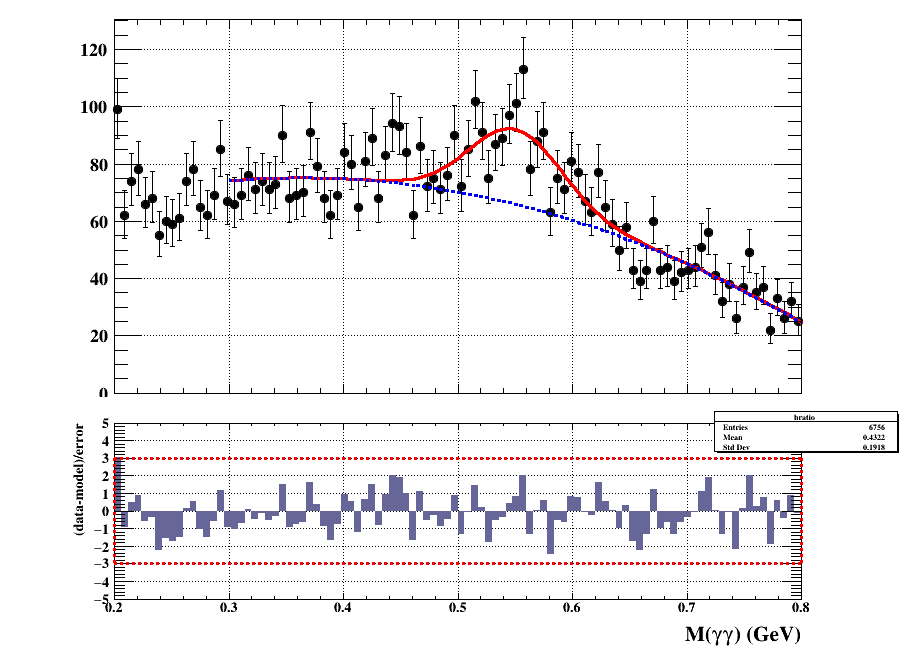 120
100
80
60
40
20
0
hratio
Entries 6756
Mean 0.4322
Std Dev 0.1918
(data-model)/error
5
4
3
2
1
0
−1
−2
−3
−4
−5
0.2 0.3 0.4 0.5 0.6 0.7 0.8
M(γγ) (GeV)